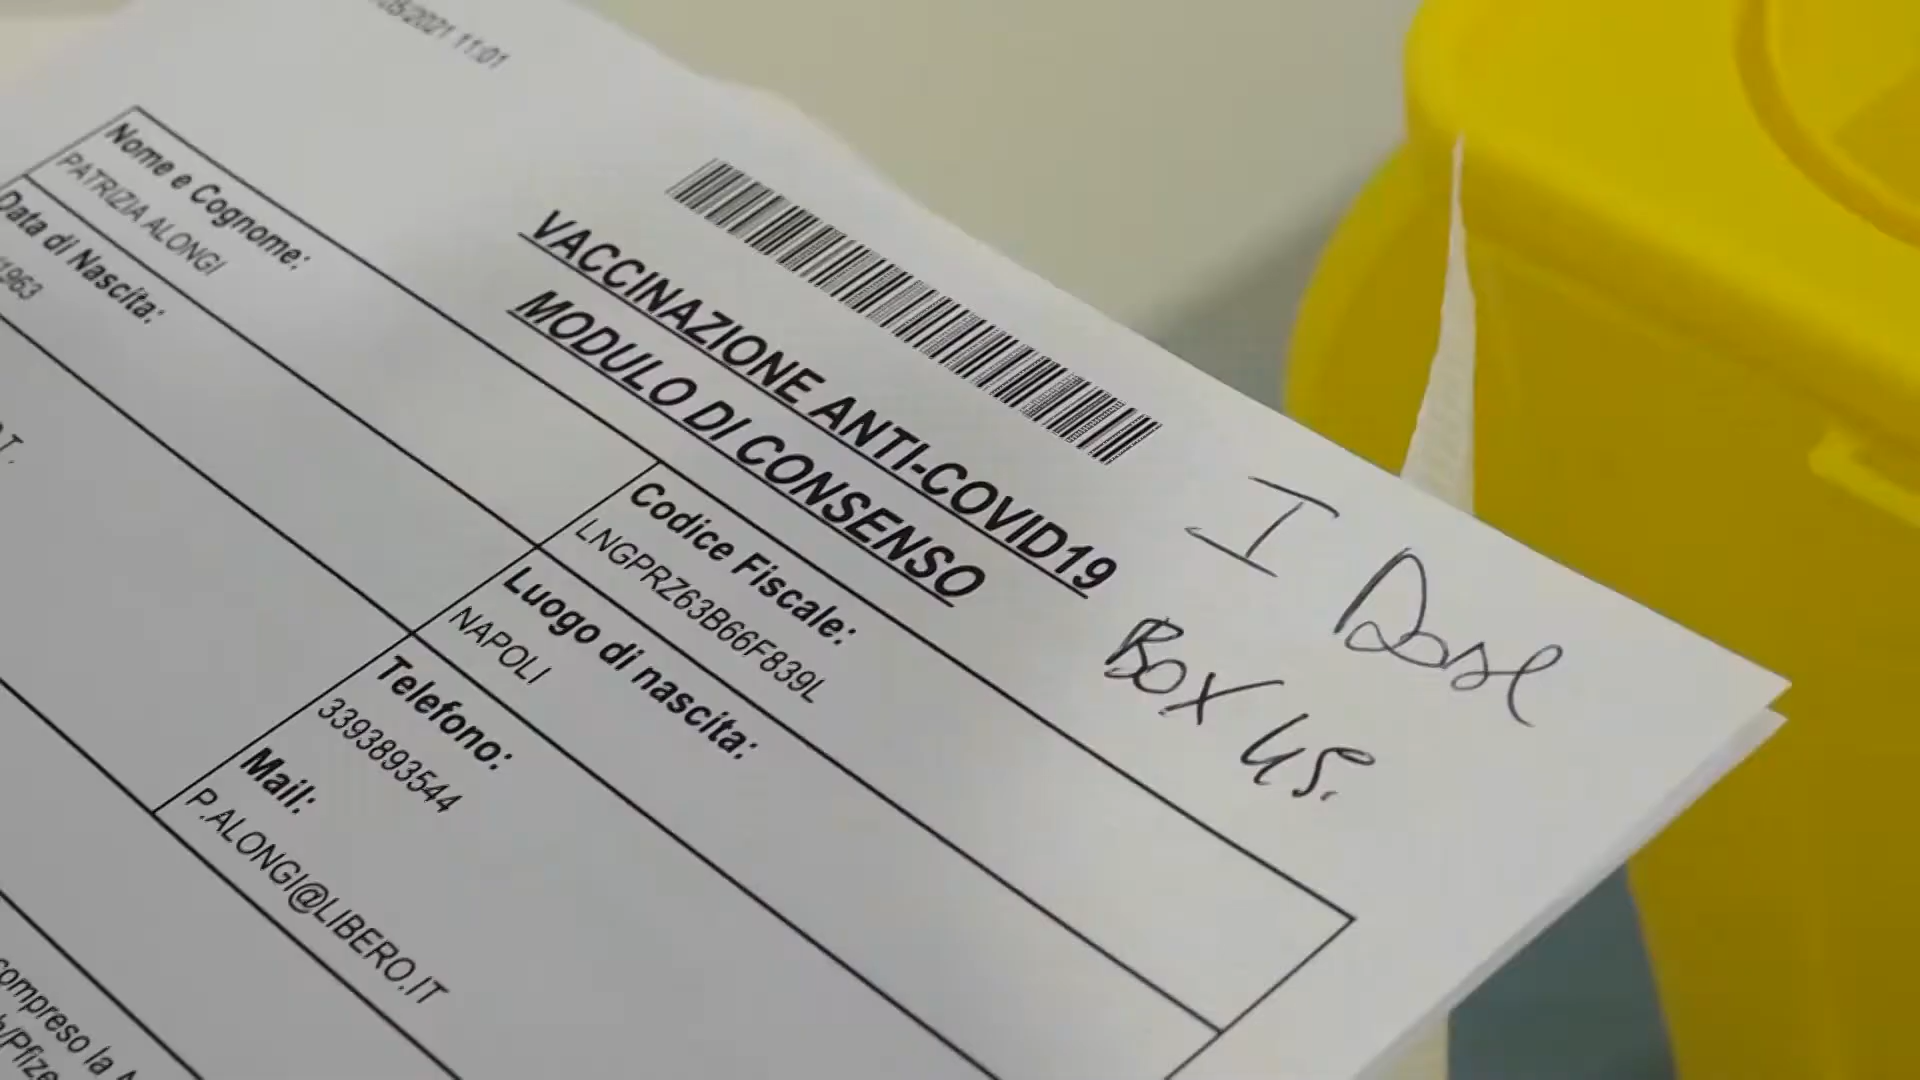 /05/2021 11:01
VACCINAZIONE ANTI-COVID19
MODULO DI CONSENSO
I Dose
BOX 45.
Nome e Cognome:
PATRIZIA ALONGI
Codice Fiscale:
LNGPRZ63B66F839L
Data di Nascita:
/1963
Luogo di nascita:
NAPOLI
Telefono:
3393893544
Mail:
P.ALONGI@LIBERO.IT
compreso la